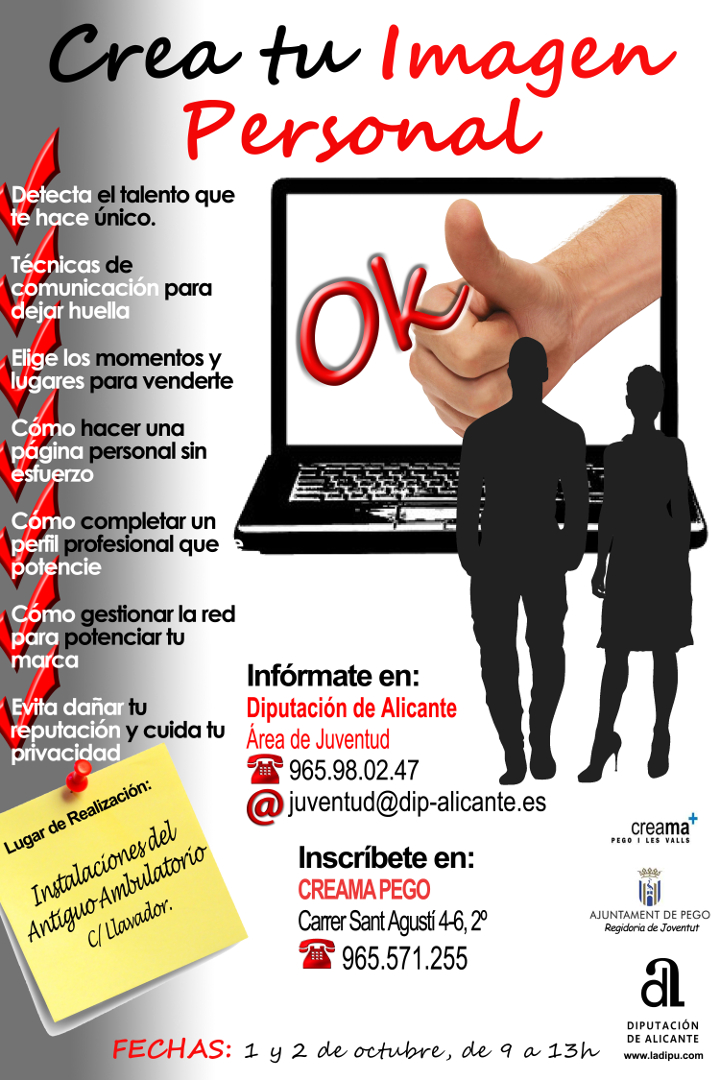 Crea tu Imagen
Personal
Detecta el talento que
te hace único.
Técnicas de
comunicación para
dejar huella
Elige los momentos y
lugares para venderte
Cómo hacer una
página personal sin
esfuerzo
Cómo completar un
perfil profesional que
potencie
Cómo gestionar la red
para potenciar tu
marca
Evita dañar tu
reputación y cuida tu
privacidad
Ok
Infórmate en:
Diputación de Alicante
Área de Juventud
965.98.02.47
@ juventud@dip-alicante.es
Lugar de Realización:
Instalaciones del
Antiguo Ambulatorio
C/ Llavador.
Inscríbete en:
CREAMA PEGO
Carrer Sant Agustí 4-6, 2º
965.571.255
creama+
PEGO I LES VALLS
AJUNTAMENT DE PEGO
Regidoria de Joventut
DIPUTACIÓN
DE ALICANTE
www.ladipu.com
FECHAS: 1 y 2 de octubre, de 9 a 13h